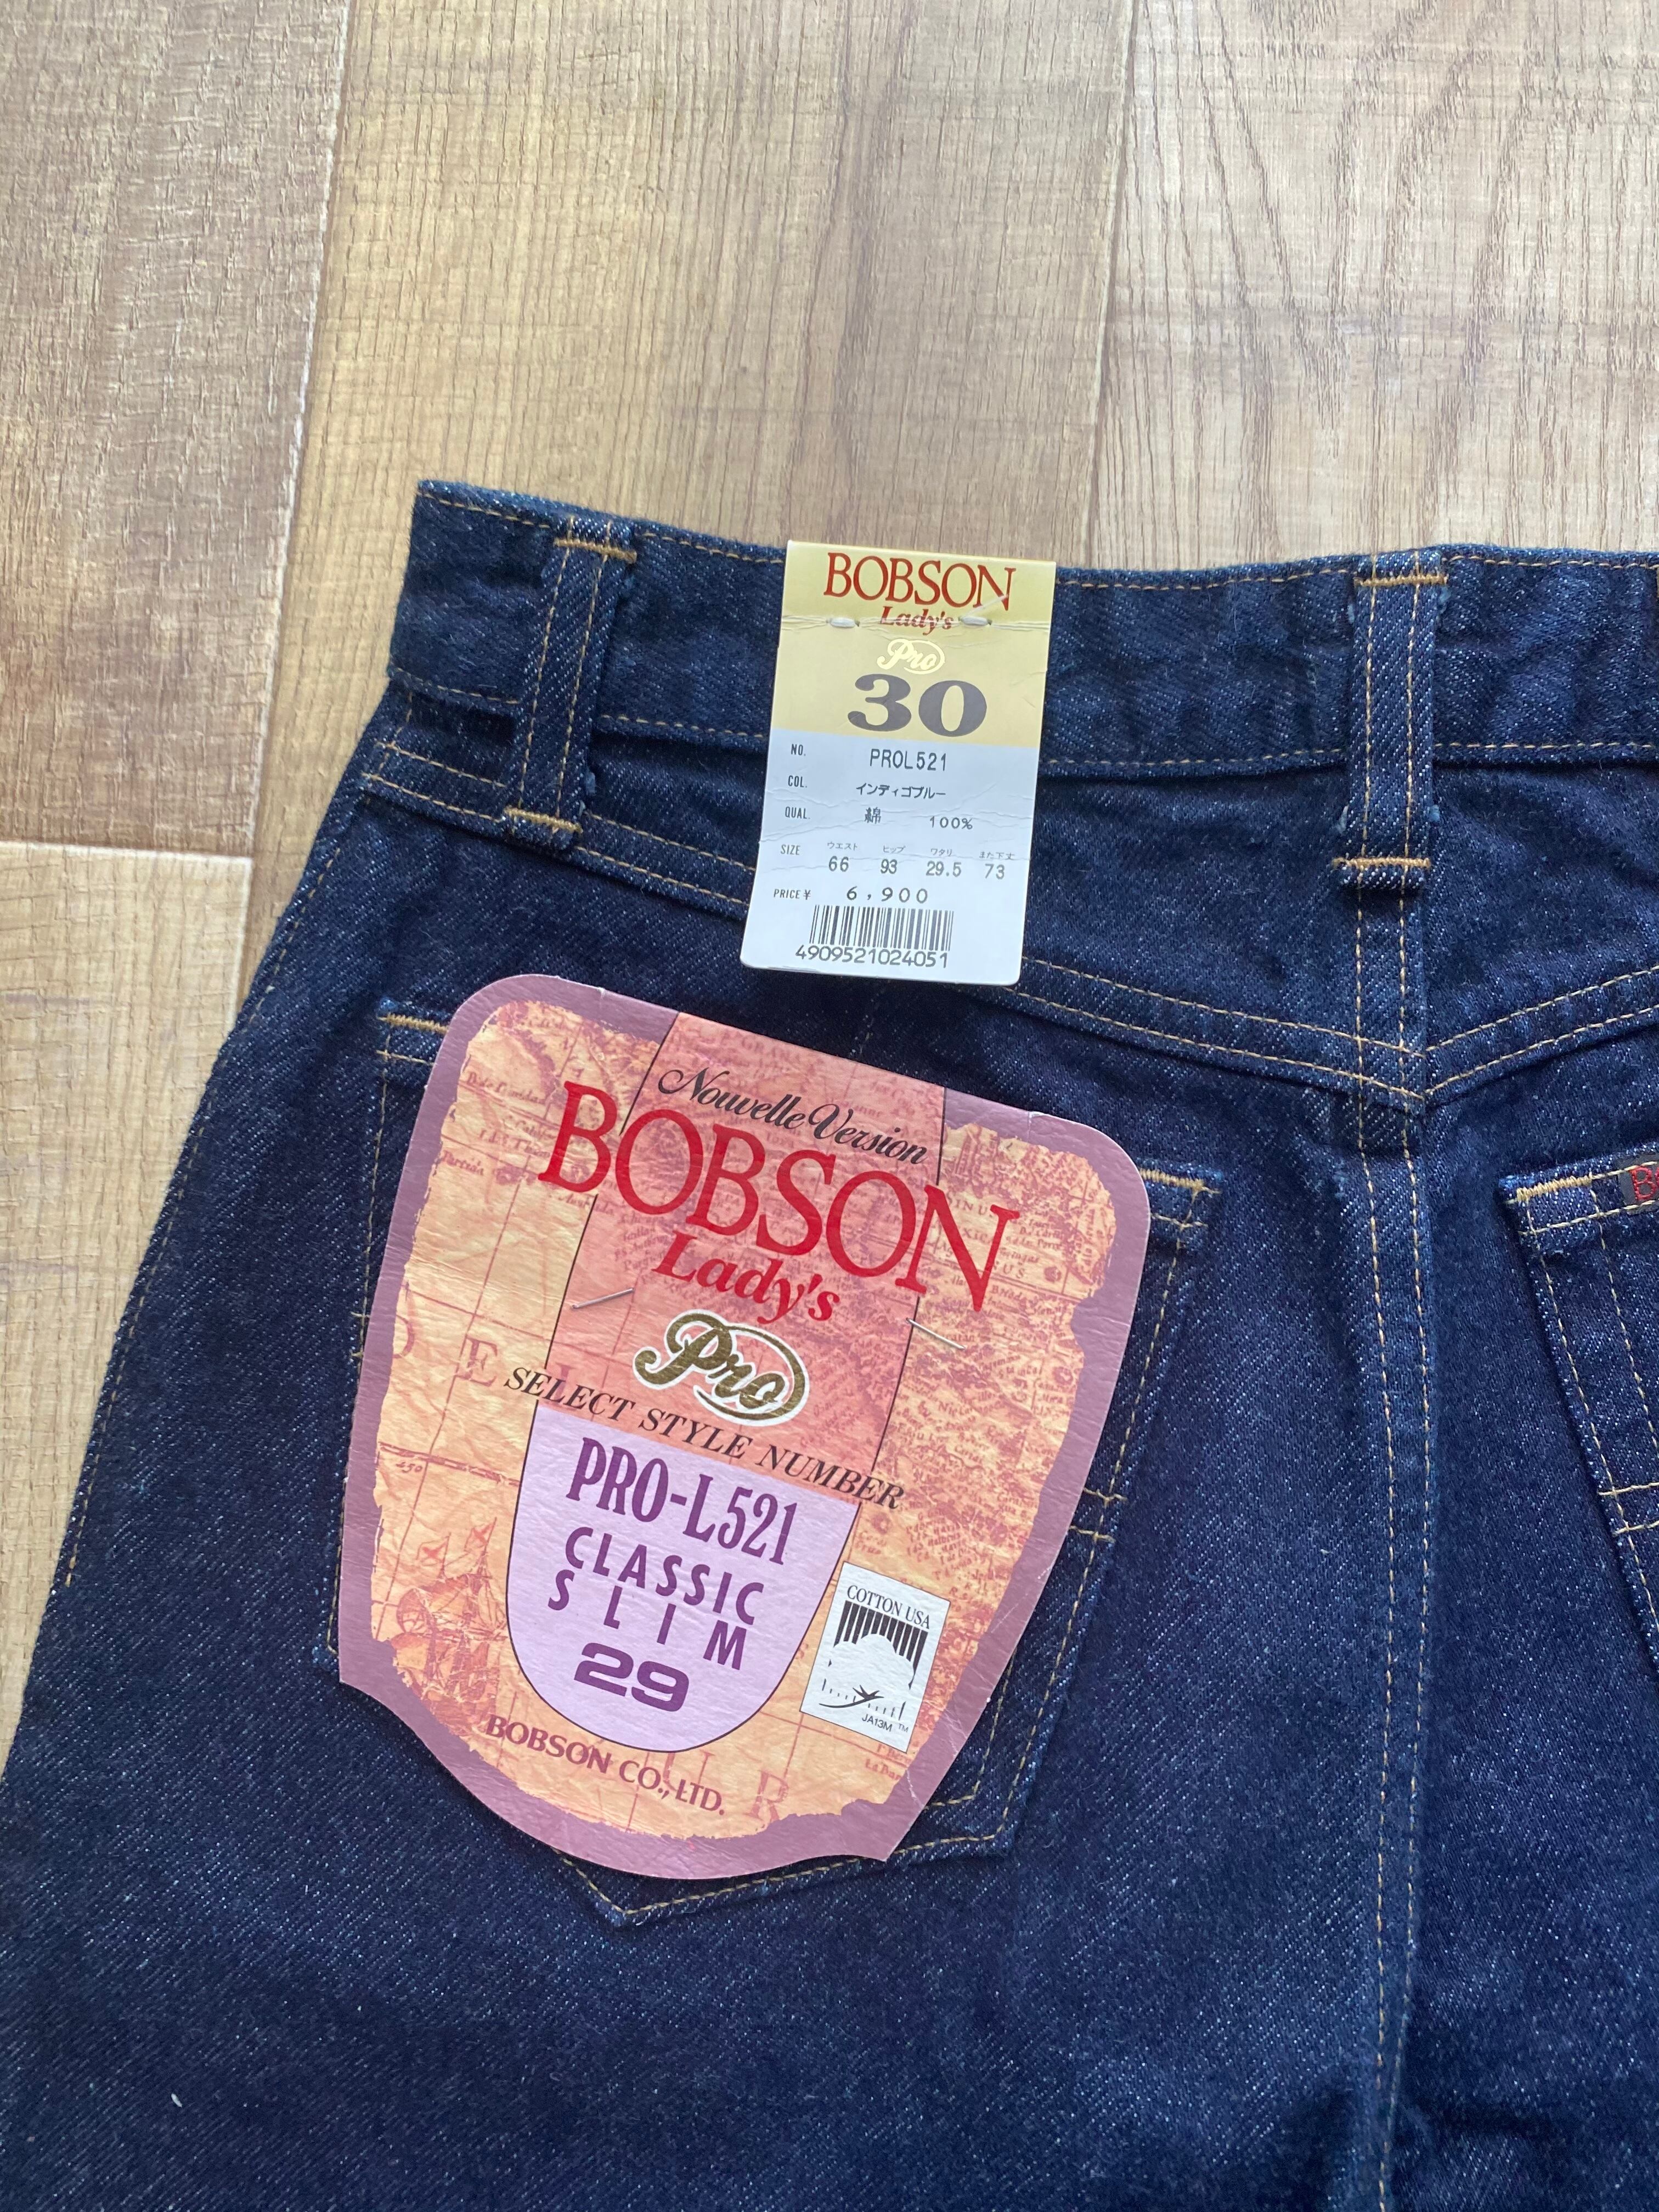 BOBSON
Lady's
Pro
30
NO. PROL521
COL. インディゴブルー
QUAL. 綿 100%
SIZE ウエスト ヒップ ワタリ また下丈
66 93 29.5 73
PRICE ¥ 6,900
4909521024051
Nouvelle Version
BOBSON
Lady's
Pro
SELECT STYLE NUMBER
PRO-L521
CLASSIC
SLIM
29
COTTON USA
JA13M TM
BOBSON CO.,LTD.